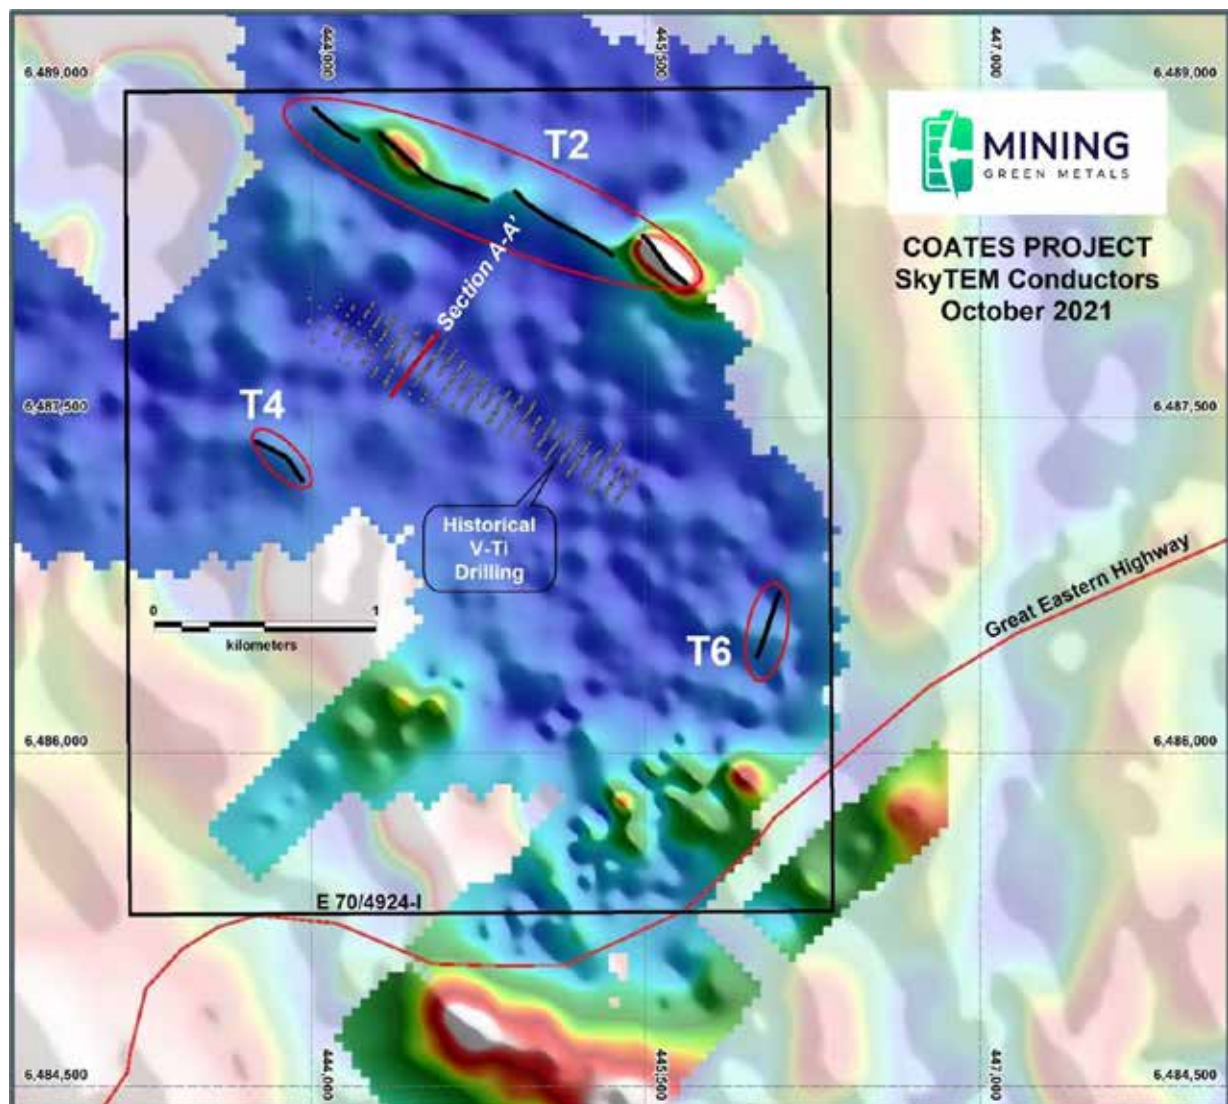 444,000
445,500
447,000
6,489,000
6,489,000
MINING
GREEN METALS
T2
COATES PROJECT
SkyTEM Conductors
October 2021
Section A-A'
6,487,500
6,487,500
T4
Historical
V-Ti
Drilling
Great Eastern Highway
0
1
kilometers
T6
6,486,000
6,486,000
E 70/4924-I
444,000
445,500
447,000
6,484,500
6,484,500